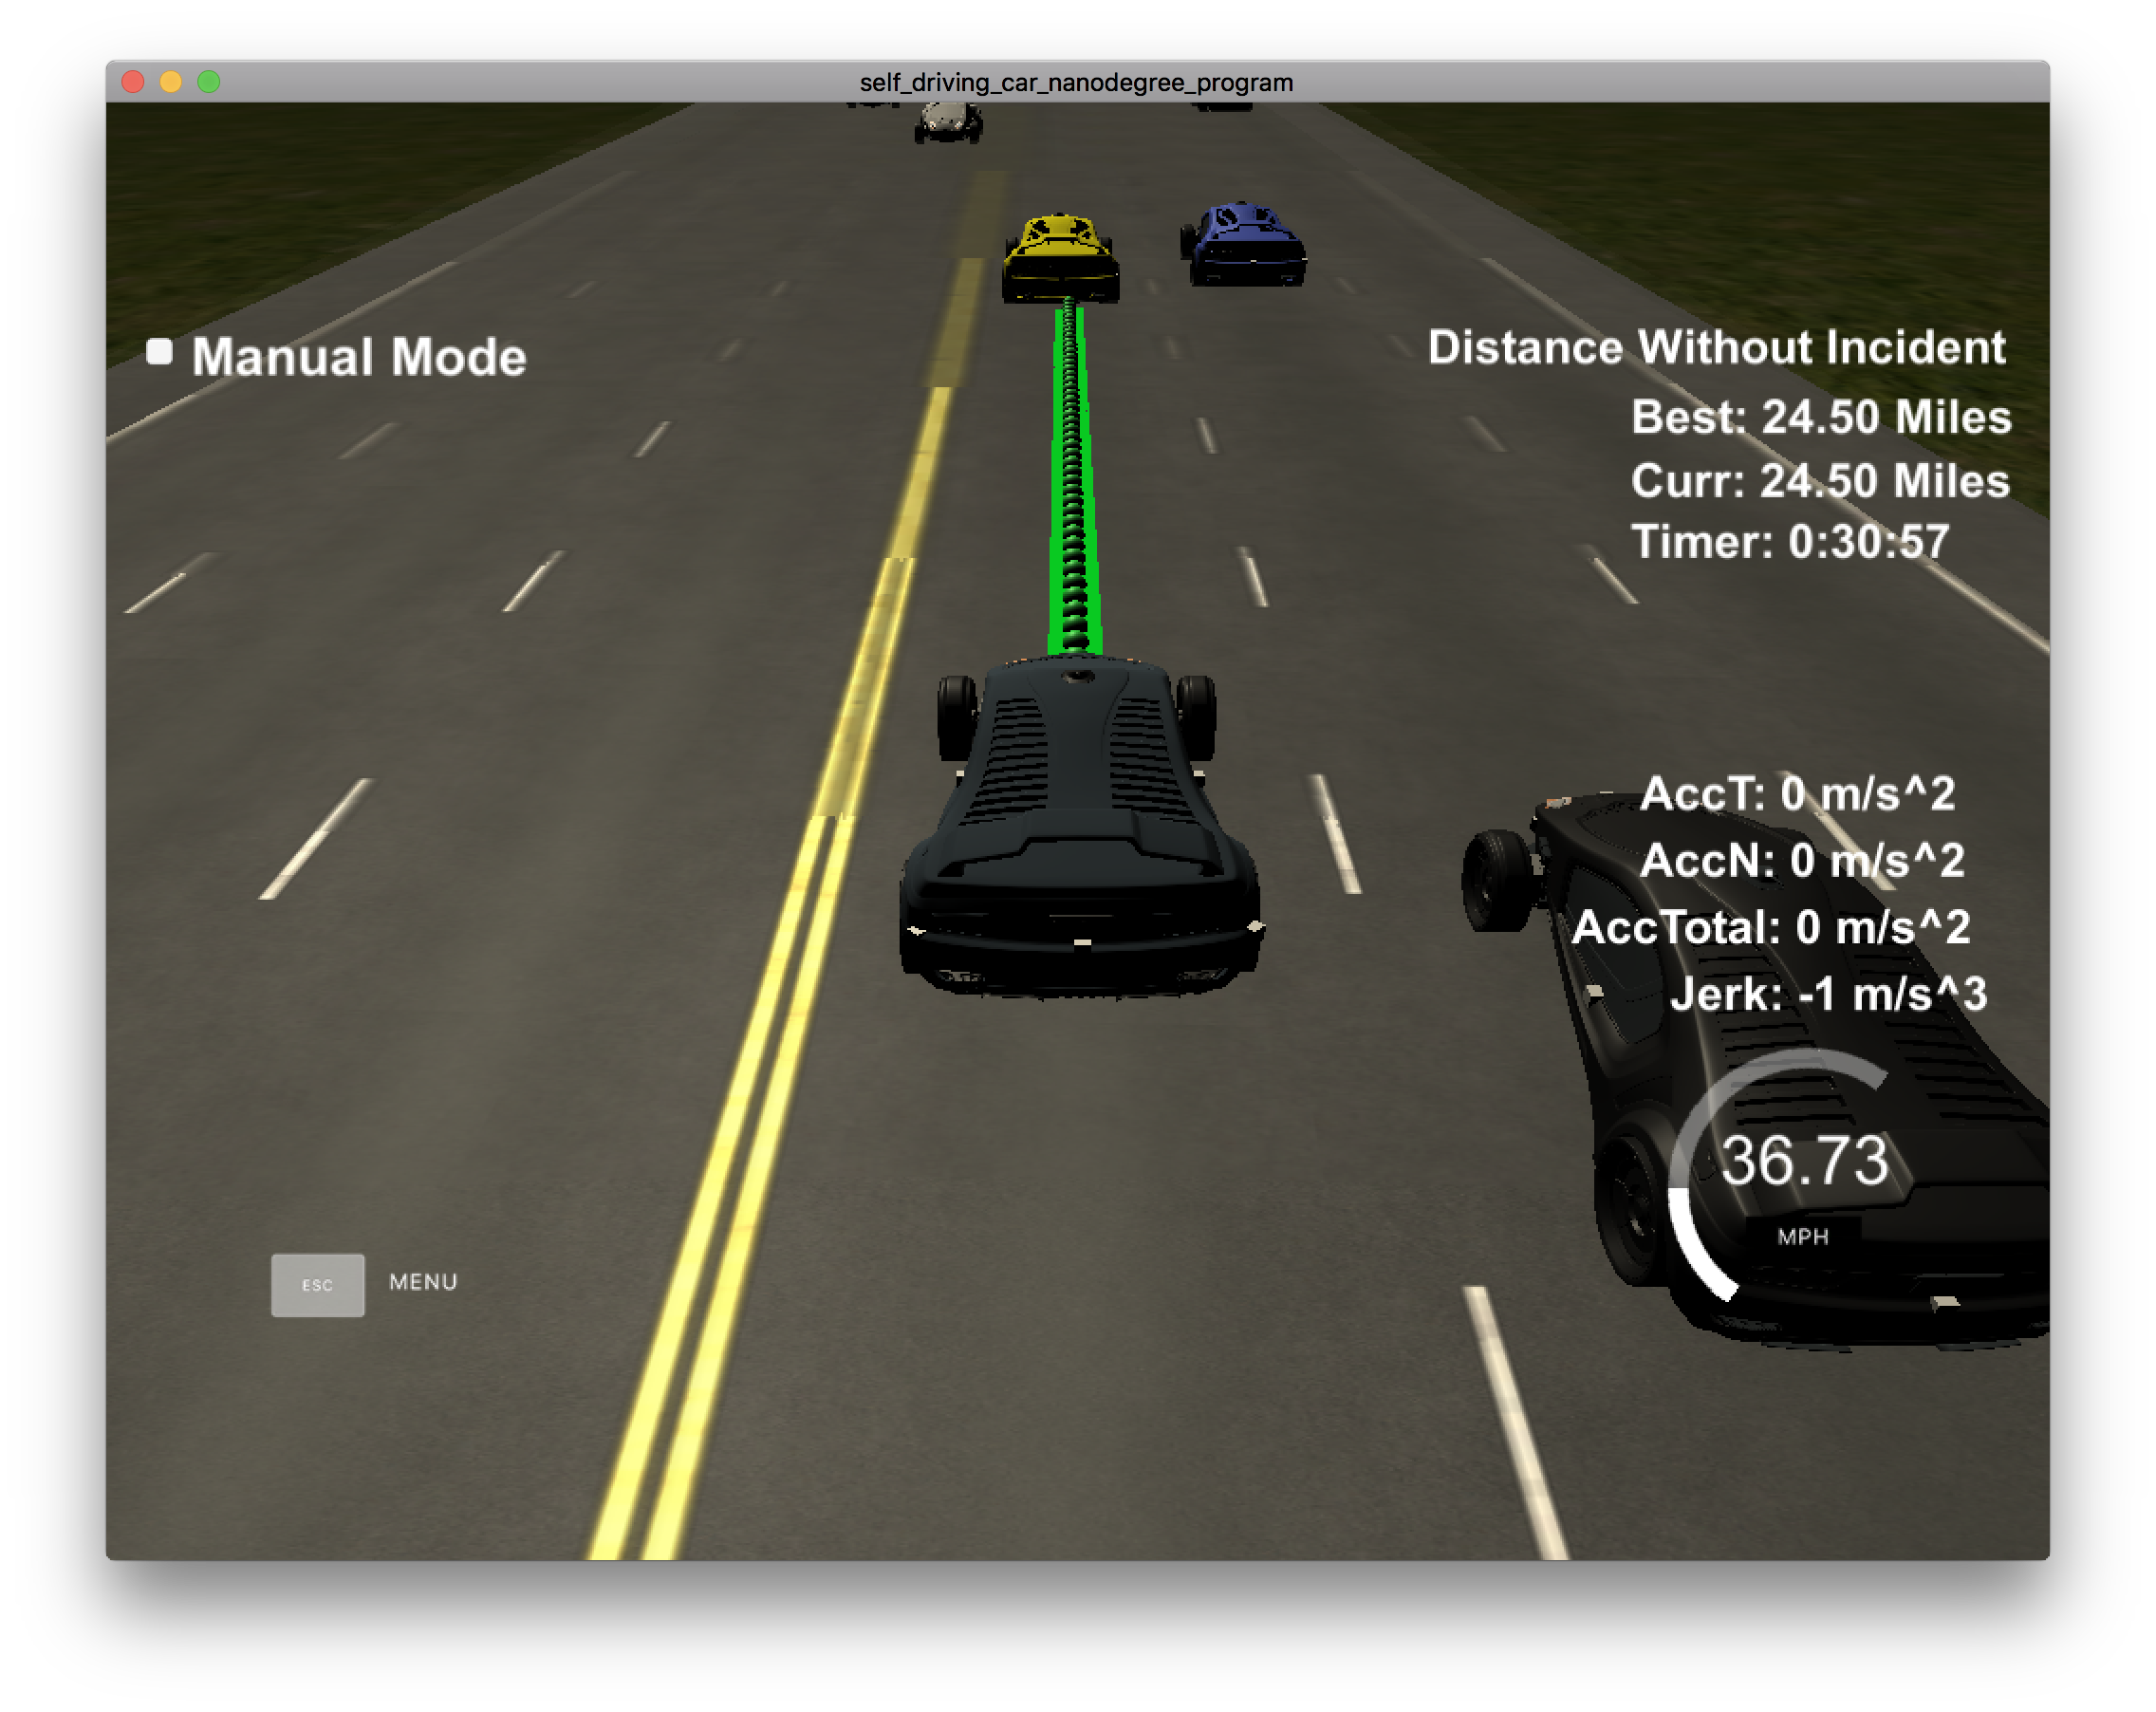 self_driving_car_nanodegree_program
Manual Mode
Distance Without Incident
Best: 24.50 Miles
Curr: 24.50 Miles
Timer: 0:30:57
AccT: 0 m/s^2
AccN: 0 m/s^2
AccTotal: 0 m/s^2
Jerk: -1 m/s^3
36.73
MPH
ESC MENU